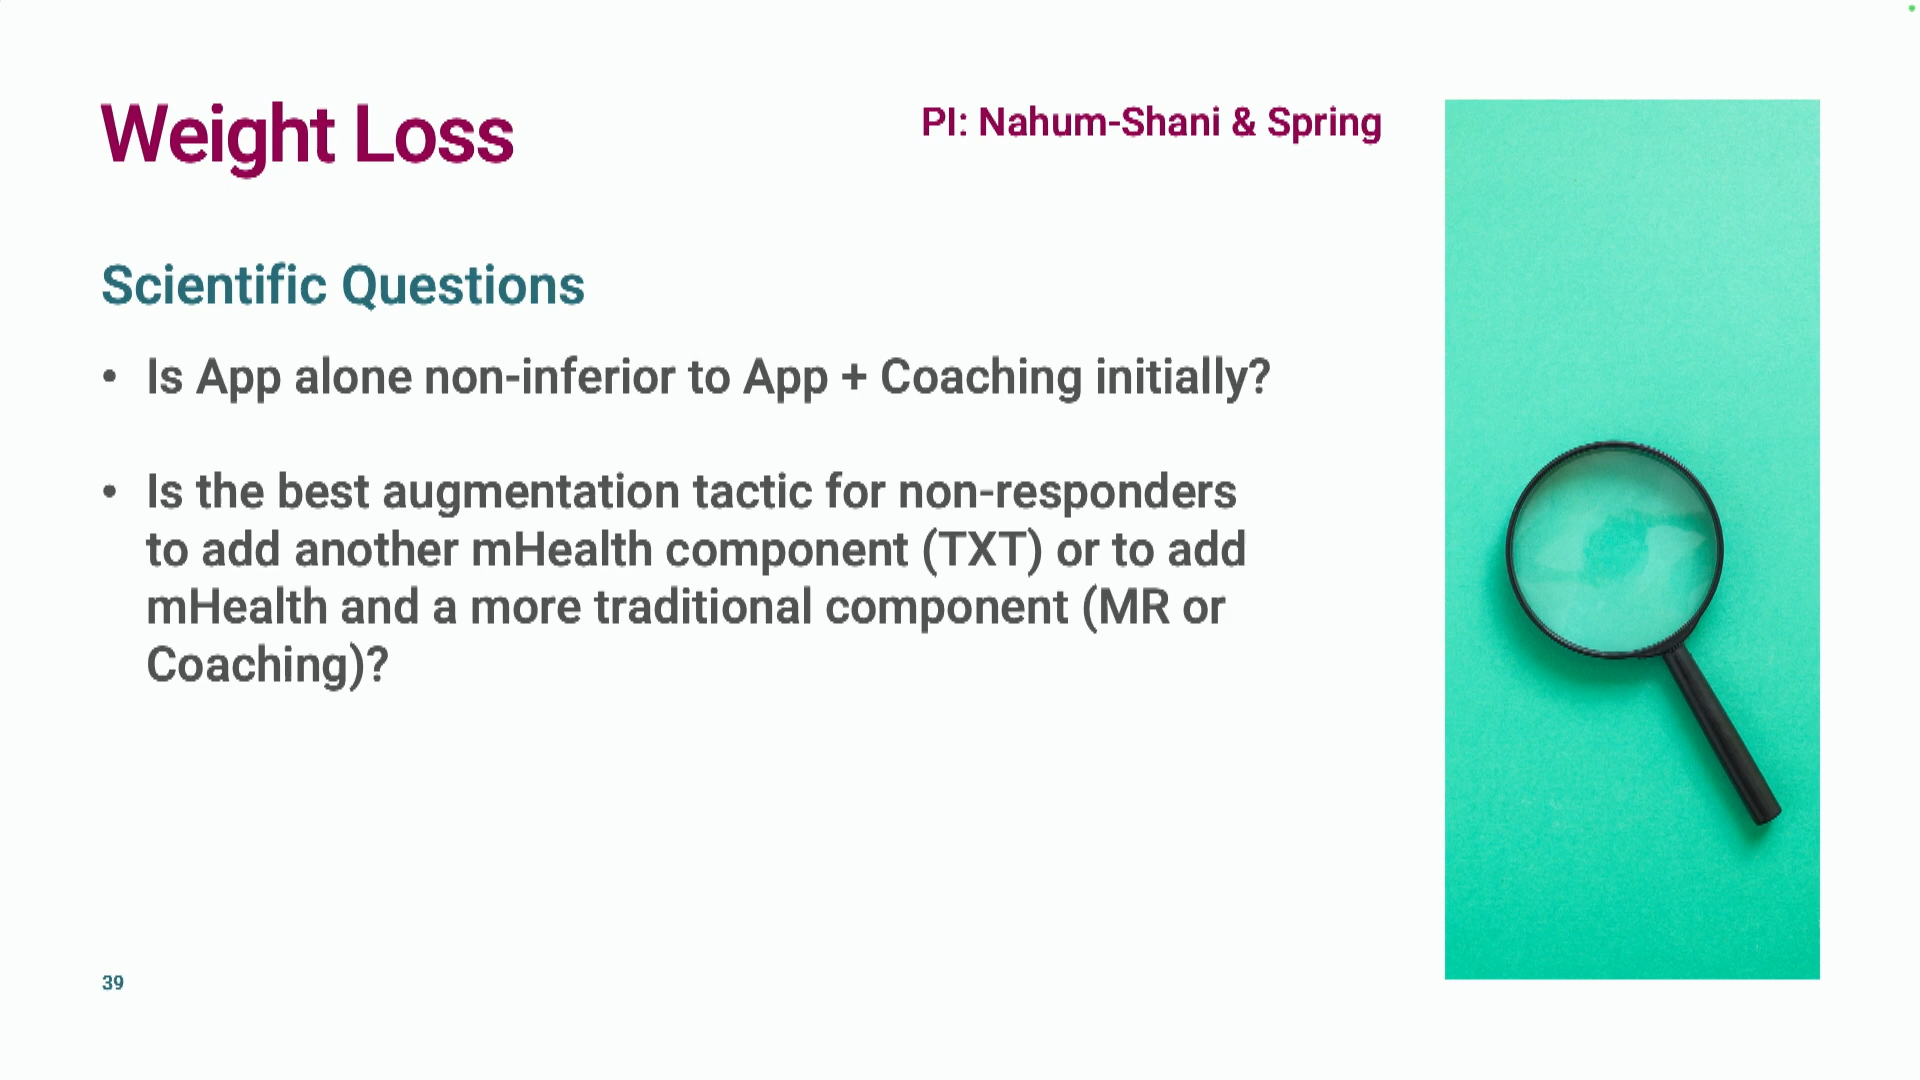 Weight Loss
PI: Nahum-Shani & Spring
Scientific Questions
• Is App alone non-inferior to App + Coaching initially?
• Is the best augmentation tactic for non-responders
to add another mHealth component (TXT) or to add
mHealth and a more traditional component (MR or
Coaching)?
39